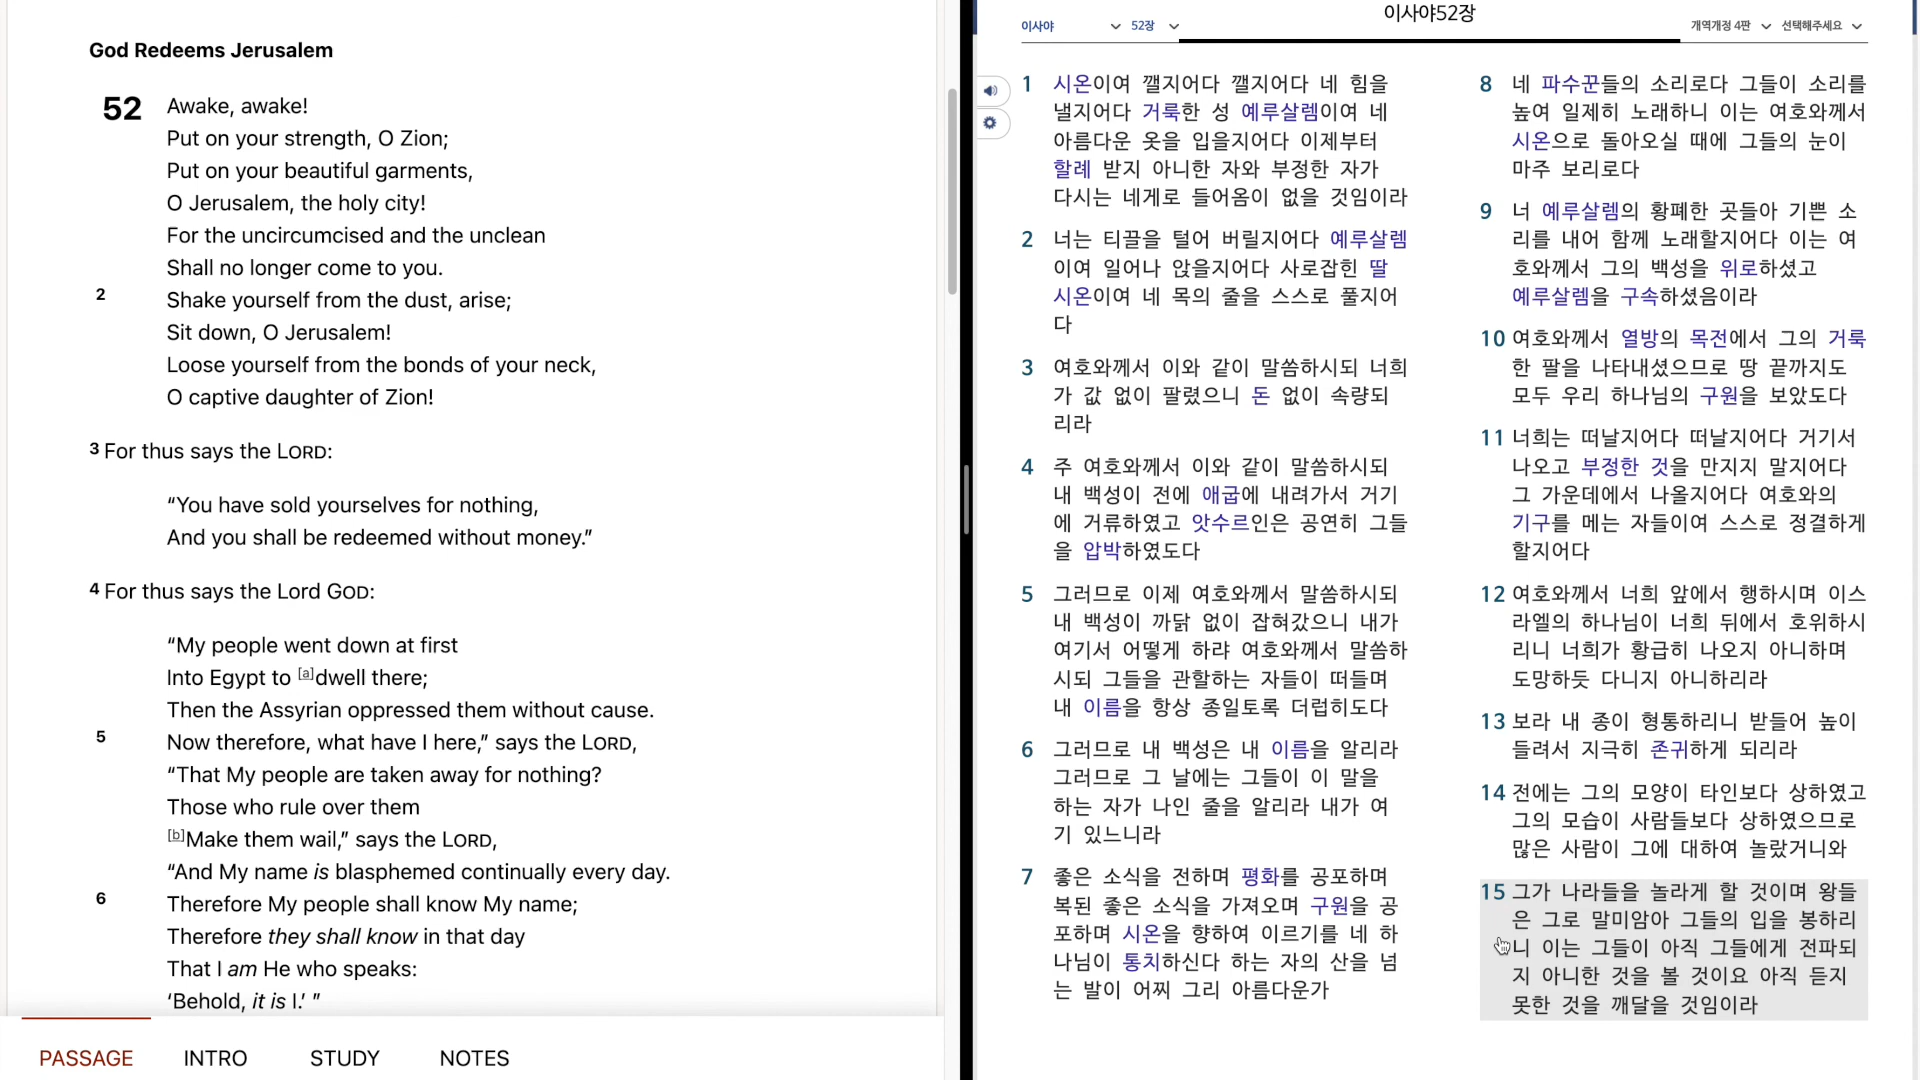 God Redeems Jerusalem
52 Awake, awake!
Put on your strength, O Zion;
Put on your beautiful garments,
O Jerusalem, the holy city!
For the uncircumcised and the unclean
Shall no longer come to you.
2 Shake yourself from the dust, arise;
Sit down, O Jerusalem!
Loose yourself from the bonds of your neck,
O captive daughter of Zion!
3 For thus says the LORD:
“You have sold yourselves for nothing,
And you shall be redeemed without money.”
4 For thus says the Lord GOD:
“My people went down at first
Into Egypt to [a]dwell there;
Then the Assyrian oppressed them without cause.
5 Now therefore, what have I here,” says the LORD,
“That My people are taken away for nothing?
Those who rule over them
[b]Make them wail,” says the LORD,
“And My name is blasphemed continually every day.
6 Therefore My people shall know My name;
Therefore they shall know in that day
That I am He who speaks:
‘Behold, it is I.’ ”
PASSAGE INTRO STUDY NOTES
이사야52장
이사야 52장 개역개정 4판 선택해주세요
1 시온이여 깰지어다 깰지어다 네 힘을
낼지어다 거룩한 성 예루살렘이여 네
아름다운 옷을 입을지어다 이제부터
할례 받지 아니한 자와 부정한 자가
다시는 네게로 들어옴이 없을 것임이라
2 너는 티끌을 털어 버릴지어다 예루살렘
이여 일어나 앉을지어다 사로잡힌 딸
시온이여 네 목의 줄을 스스로 풀지어
다
3 여호와께서 이와 같이 말씀하시되 너희
가 값 없이 팔렸으니 돈 없이 속량되
리라
4 주 여호와께서 이와 같이 말씀하시되
내 백성이 전에 애굽에 내려가서 거기
에 거류하였고 앗수르인은 공연히 그들
을 압박하였도다
5 그러므로 이제 여호와께서 말씀하시되
내 백성이 까닭 없이 잡혀갔으니 내가
여기서 어떻게 하랴 여호와께서 말씀하
시되 그들을 관할하는 자들이 떠들며
내 이름을 항상 종일토록 더럽히도다
6 그러므로 내 백성은 내 이름을 알리라
그러므로 그 날에는 그들이 이 말을
하는 자가 나인 줄을 알리라 내가 여
기 있느니라
7 좋은 소식을 전하며 평화를 공포하며
복된 좋은 소식을 가져오며 구원을 공
포하며 시온을 향하여 이르기를 네 하
나님이 통치하신다 하는 자의 산을 넘
는 발이 어찌 그리 아름다운가
8 네 파수꾼들의 소리로다 그들이 소리를
높여 일제히 노래하니 이는 여호와께서
시온으로 돌아오실 때에 그들의 눈이
마주 보리로다
9 너 예루살렘의 황폐한 곳들아 기쁜 소
리를 내어 함께 노래할지어다 이는 여
호와께서 그의 백성을 위로하셨고
예루살렘을 구속하셨음이라
10 여호와께서 열방의 목전에서 그의 거룩
한 팔을 나타내셨으므로 땅 끝까지도
모두 우리 하나님의 구원을 보았도다
11 너희는 떠날지어다 떠날지어다 거기서
나오고 부정한 것을 만지지 말지어다
그 가운데에서 나올지어다 여호와의
기구를 메는 자들이여 스스로 정결하게
할지어다
12 여호와께서 너희 앞에서 행하시며 이스
라엘의 하나님이 너희 뒤에서 호위하시
리니 너희가 황급히 나오지 아니하며
도망하듯 다니지 아니하리라
13 보라 내 종이 형통하리니 받들어 높이
들려서 지극히 존귀하게 되리라
14 전에는 그의 모양이 타인보다 상하였고
그의 모습이 사람들보다 상하였으므로
많은 사람이 그에 대하여 놀랐거니와
15 그가 나라들을 놀라게 할 것이며 왕들
은 그로 말미암아 그들의 입을 봉하리
니 이는 그들이 아직 그들에게 전파되
지 아니한 것을 볼 것이요 아직 듣지
못한 것을 깨달을 것임이라